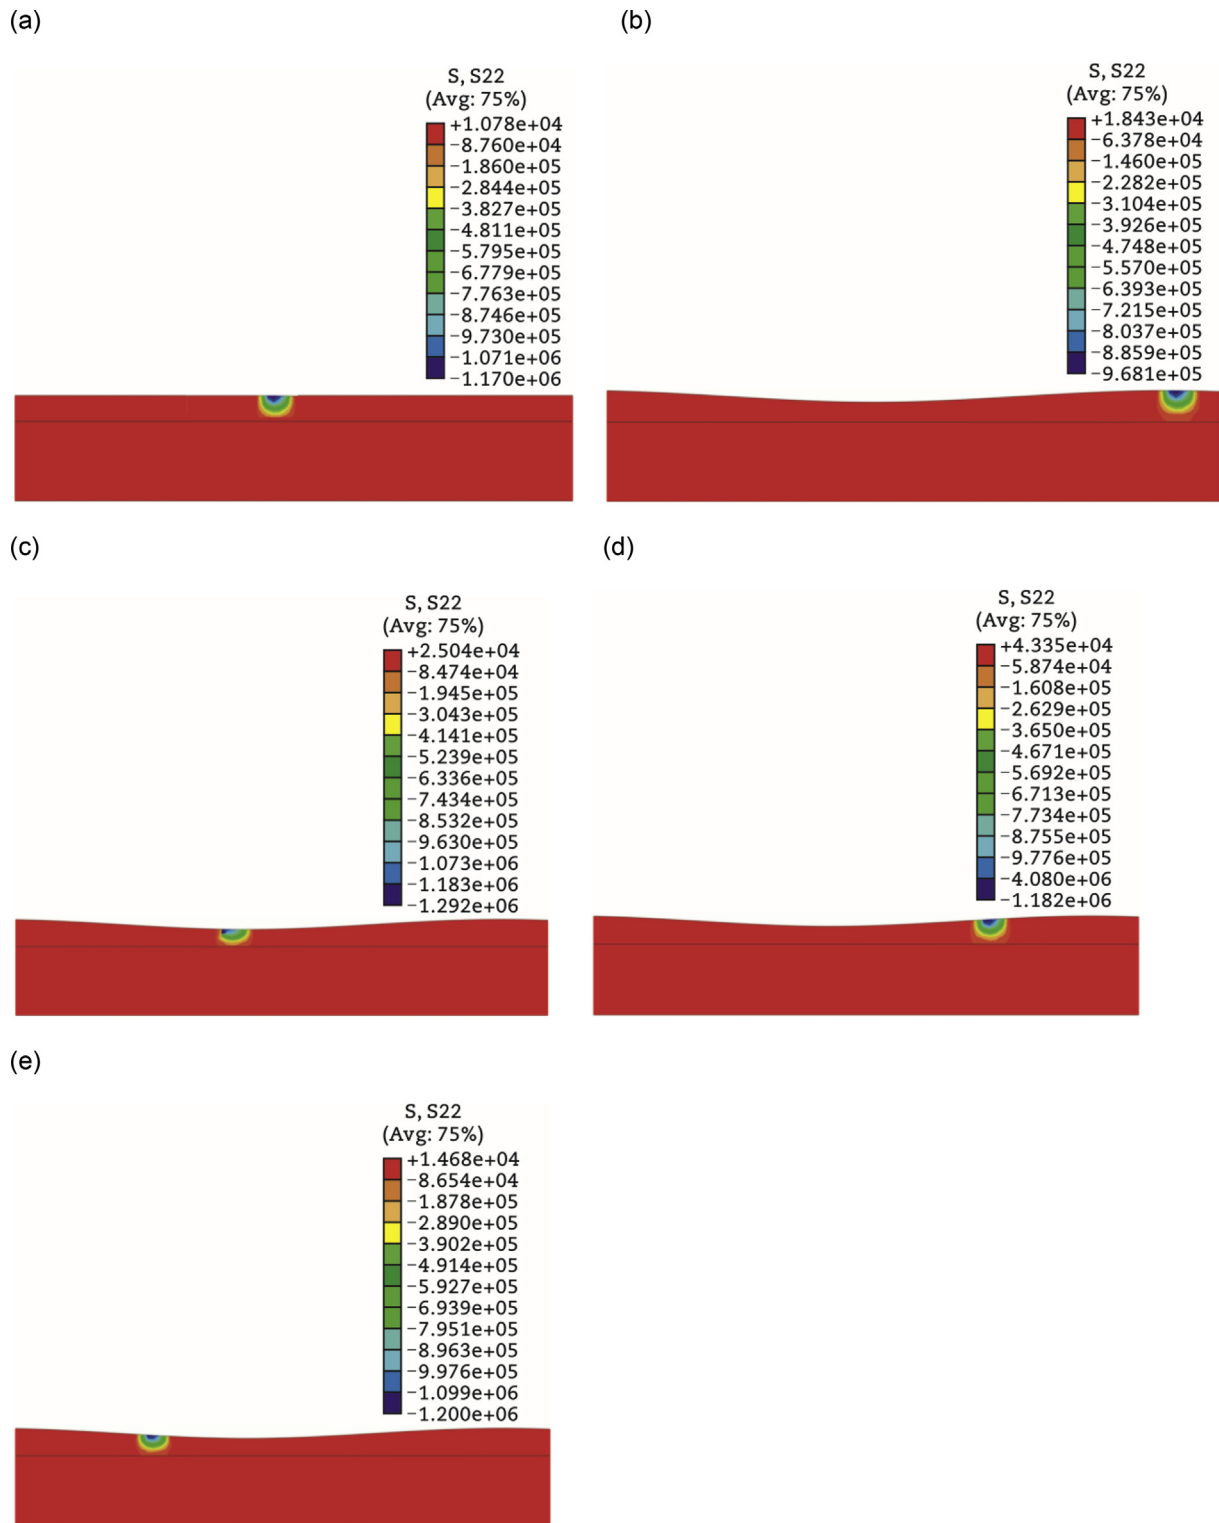 (a)
S, S22
(Avg: 75%)
+1.078e+04
−8.760e+04
−1.860e+05
−2.844e+05
−3.827e+05
−4.811e+05
−5.795e+05
−6.779e+05
−7.763e+05
−8.746e+05
−9.730e+05
−1.071e+06
−1.170e+06
(b)
S, S22
(Avg: 75%)
+1.843e+04
−6.378e+04
−1.460e+05
−2.282e+05
−3.104e+05
−3.926e+05
−4.748e+05
−5.570e+05
−6.393e+05
−7.215e+05
−8.037e+05
−8.859e+05
−9.681e+05
(c)
S, S22
(Avg: 75%)
+2.504e+04
−8.474e+04
−1.945e+05
−3.043e+05
−4.141e+05
−5.239e+05
−6.336e+05
−7.434e+05
−8.532e+05
−9.630e+05
−1.073e+06
−1.183e+06
−1.292e+06
(d)
S, S22
(Avg: 75%)
+4.335e+04
−5.874e+04
−1.608e+05
−2.629e+05
−3.650e+05
−4.671e+05
−5.692e+05
−6.713e+05
−7.734e+05
−8.755e+05
−9.776e+05
−4.080e+06
−1.182e+06
(e)
S, S22
(Avg: 75%)
+1.468e+04
−8.654e+04
−1.878e+05
−2.890e+05
−3.902e+05
−4.914e+05
−5.927e+05
−6.939e+05
−7.951e+05
−8.963e+05
−9.976e+05
−1.099e+06
−1.200e+06